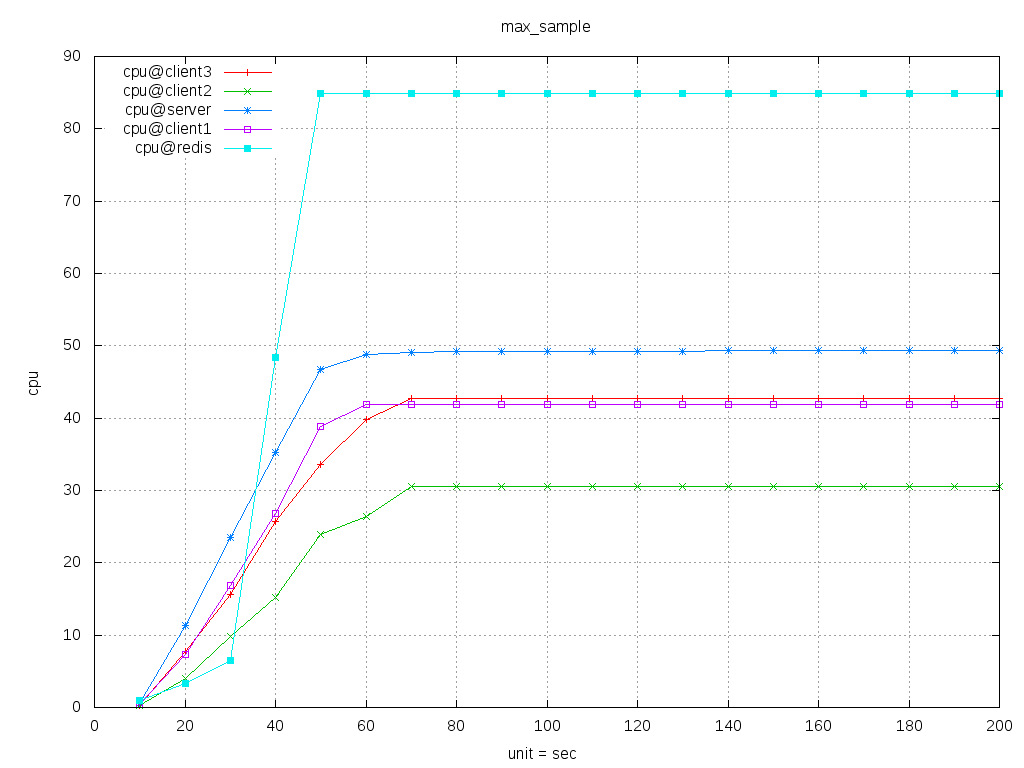 max_sample
90
80
70
60
50
40
30
20
10
0
cpu@client3
cpu@client2
cpu@server
cpu@client1
cpu@redis
cpu
0 20 40 60 80 100 120 140 160 180 200
unit = sec